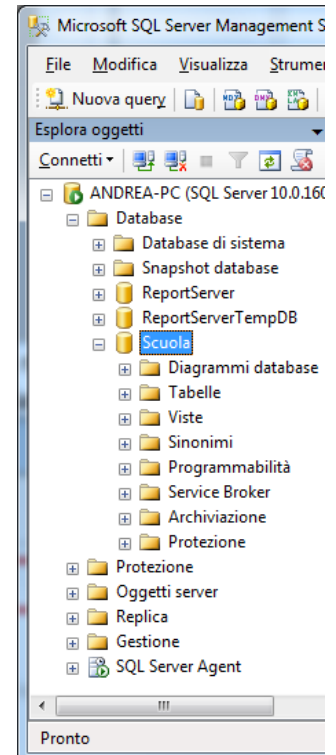 Microsoft SQL Server Management S
File Modifica Visualizza Strume
Nuova query
Esplora oggetti
Connetti
ANDREA-PC (SQL Server 10.0.160
Database
Database di sistema
Snapshot database
ReportServer
ReportServerTempDB
Scuola
Diagrammi database
Tabelle
Viste
Sinonimi
Programmabilità
Service Broker
Archiviazione
Protezione
Protezione
Oggetti server
Replica
Gestione
SQL Server Agent
Pronto